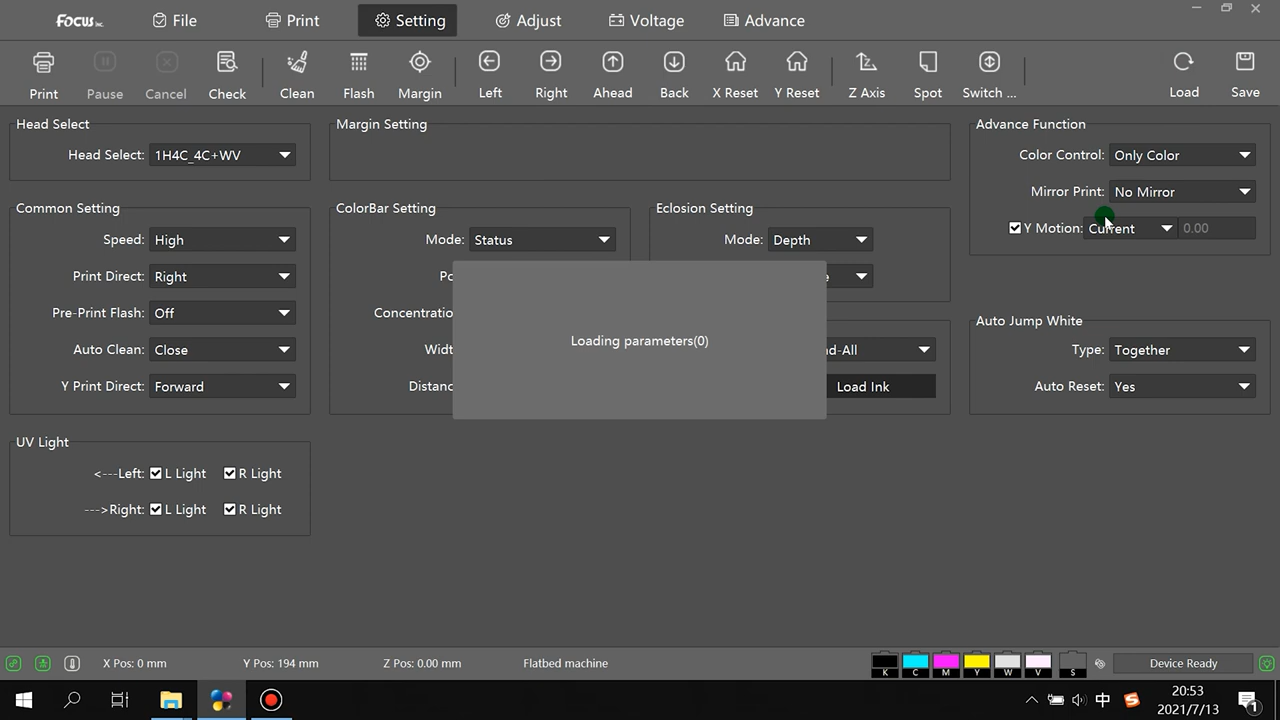 Focus Inc. File Print Setting Adjust Voltage Advance
Print Pause Cancel Check Clean Flash Margin Left Right Ahead Back X Reset Y Reset Z Axis Spot Switch ... Load Save
Head Select
Head Select: 1H4C_4C+WV
Margin Setting
Advance Function
Color Control: Only Color
Mirror Print: No Mirror
Y Motion: Current 0.00
Common Setting
Speed: High
Print Direct: Right
Pre-Print Flash: Off
Auto Clean: Close
Y Print Direct: Forward
ColorBar Setting
Mode: Status
Concentratio
Distanc
Eclosion Setting
Mode: Depth
Loading parameters(0)
d-All
Load Ink
Auto Jump White
Type: Together
Auto Reset: Yes
UV Light
<---Left: L Light R Light
--->Right: L Light R Light
X Pos: 0 mm Y Pos: 194 mm Z Pos: 0.00 mm Flatbed machine K C M Y W V S Device Ready
中 S 20:53
2021/7/13 1